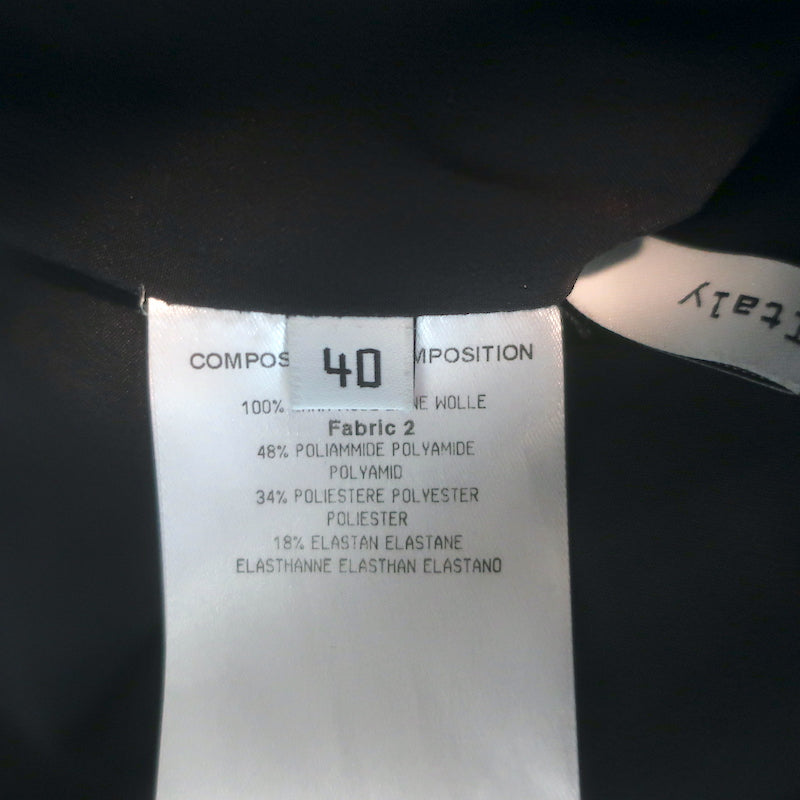 40
COMPOS MPOSITION
100% NE WOLLE
Fabric 2
48% POLIAMMIDE POLYAMIDE
POLYAMID
34% POLIESTERE POLYESTER
POLIESTER
18% ELASTAN ELASTANE
ELASTHANNE ELASTHAN ELASTANO
Italy